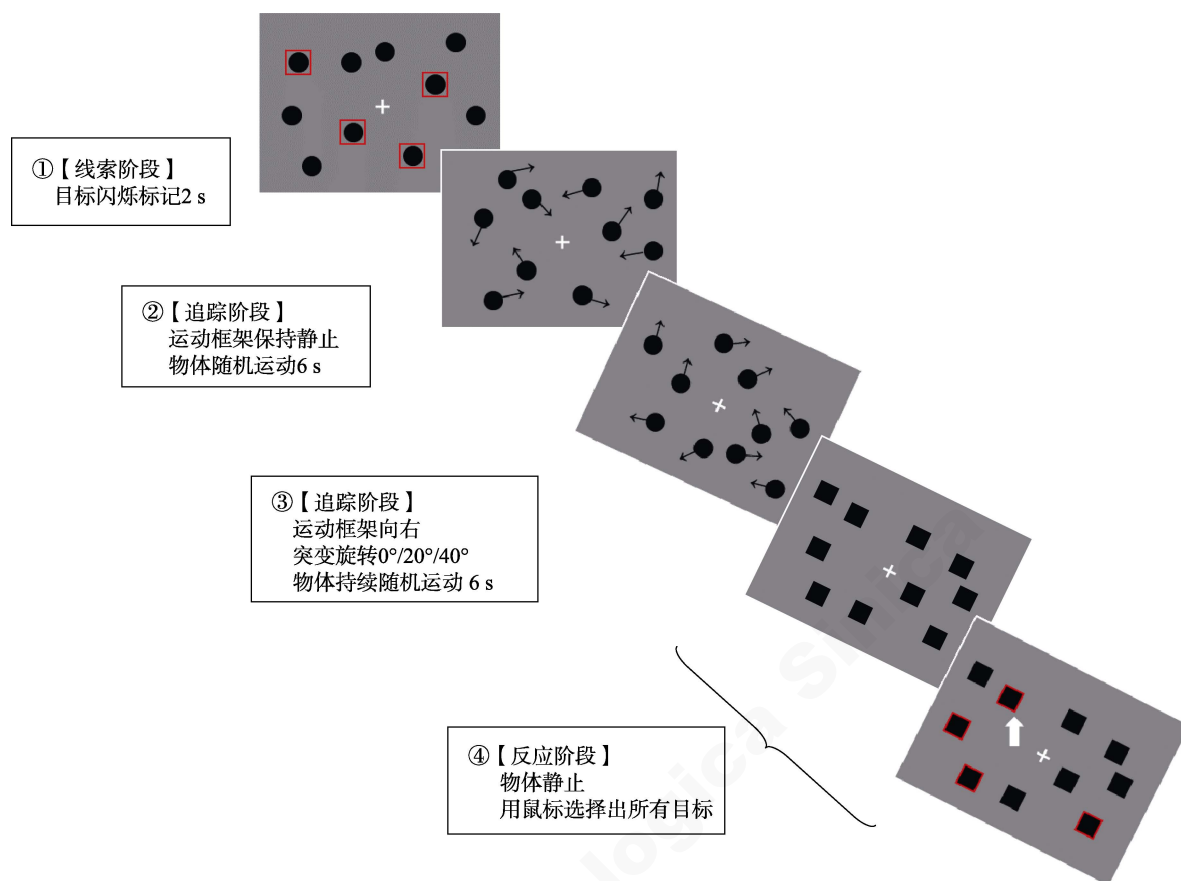 ①【线索阶段】
目标闪烁标记2 s
②【追踪阶段】
运动框架保持静止
物体随机运动6 s
③【追踪阶段】
运动框架向右
突变旋转0°/20°/40°
物体持续随机运动 6 s
④【反应阶段】
物体静止
用鼠标选择出所有目标
logica Sinica